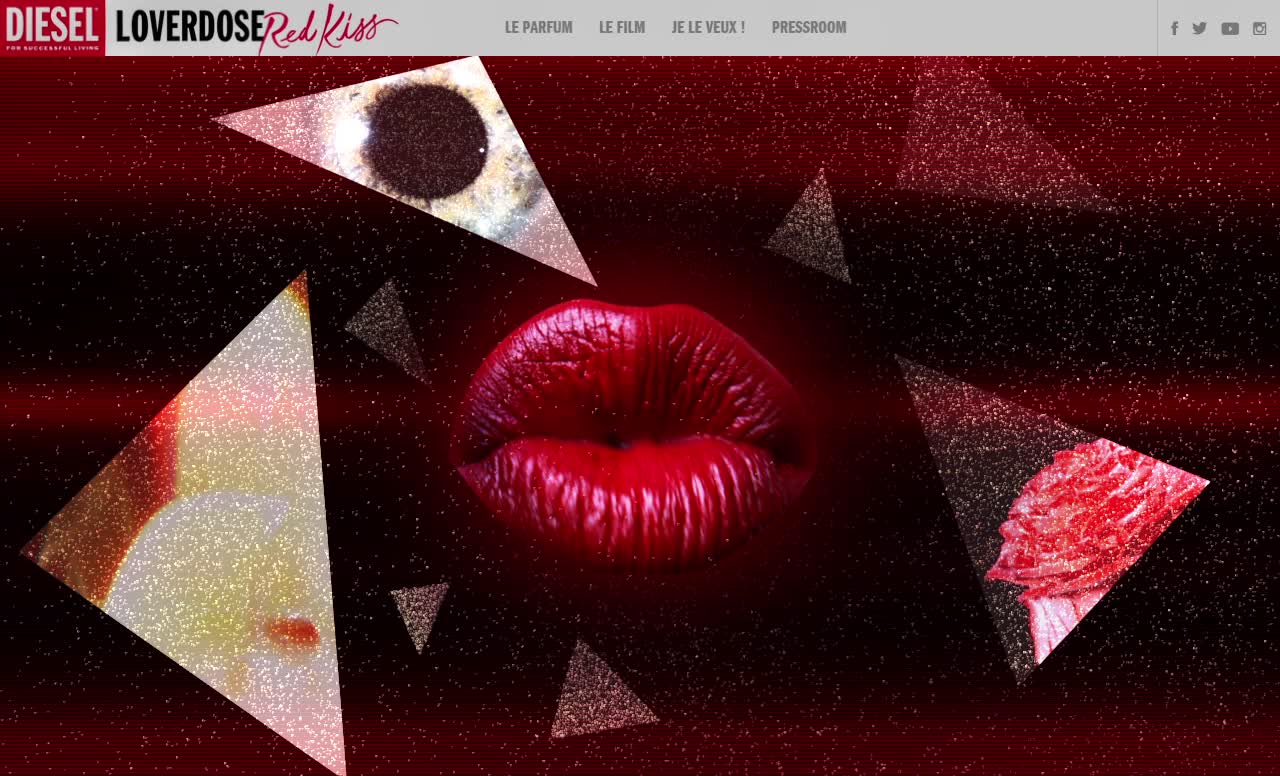 DIESEL
FOR SUCCESSFUL LIVING
LOVERDOSE Red Kiss
LE PARFUM LE FILM JE LE VEUX ! PRESSROOM